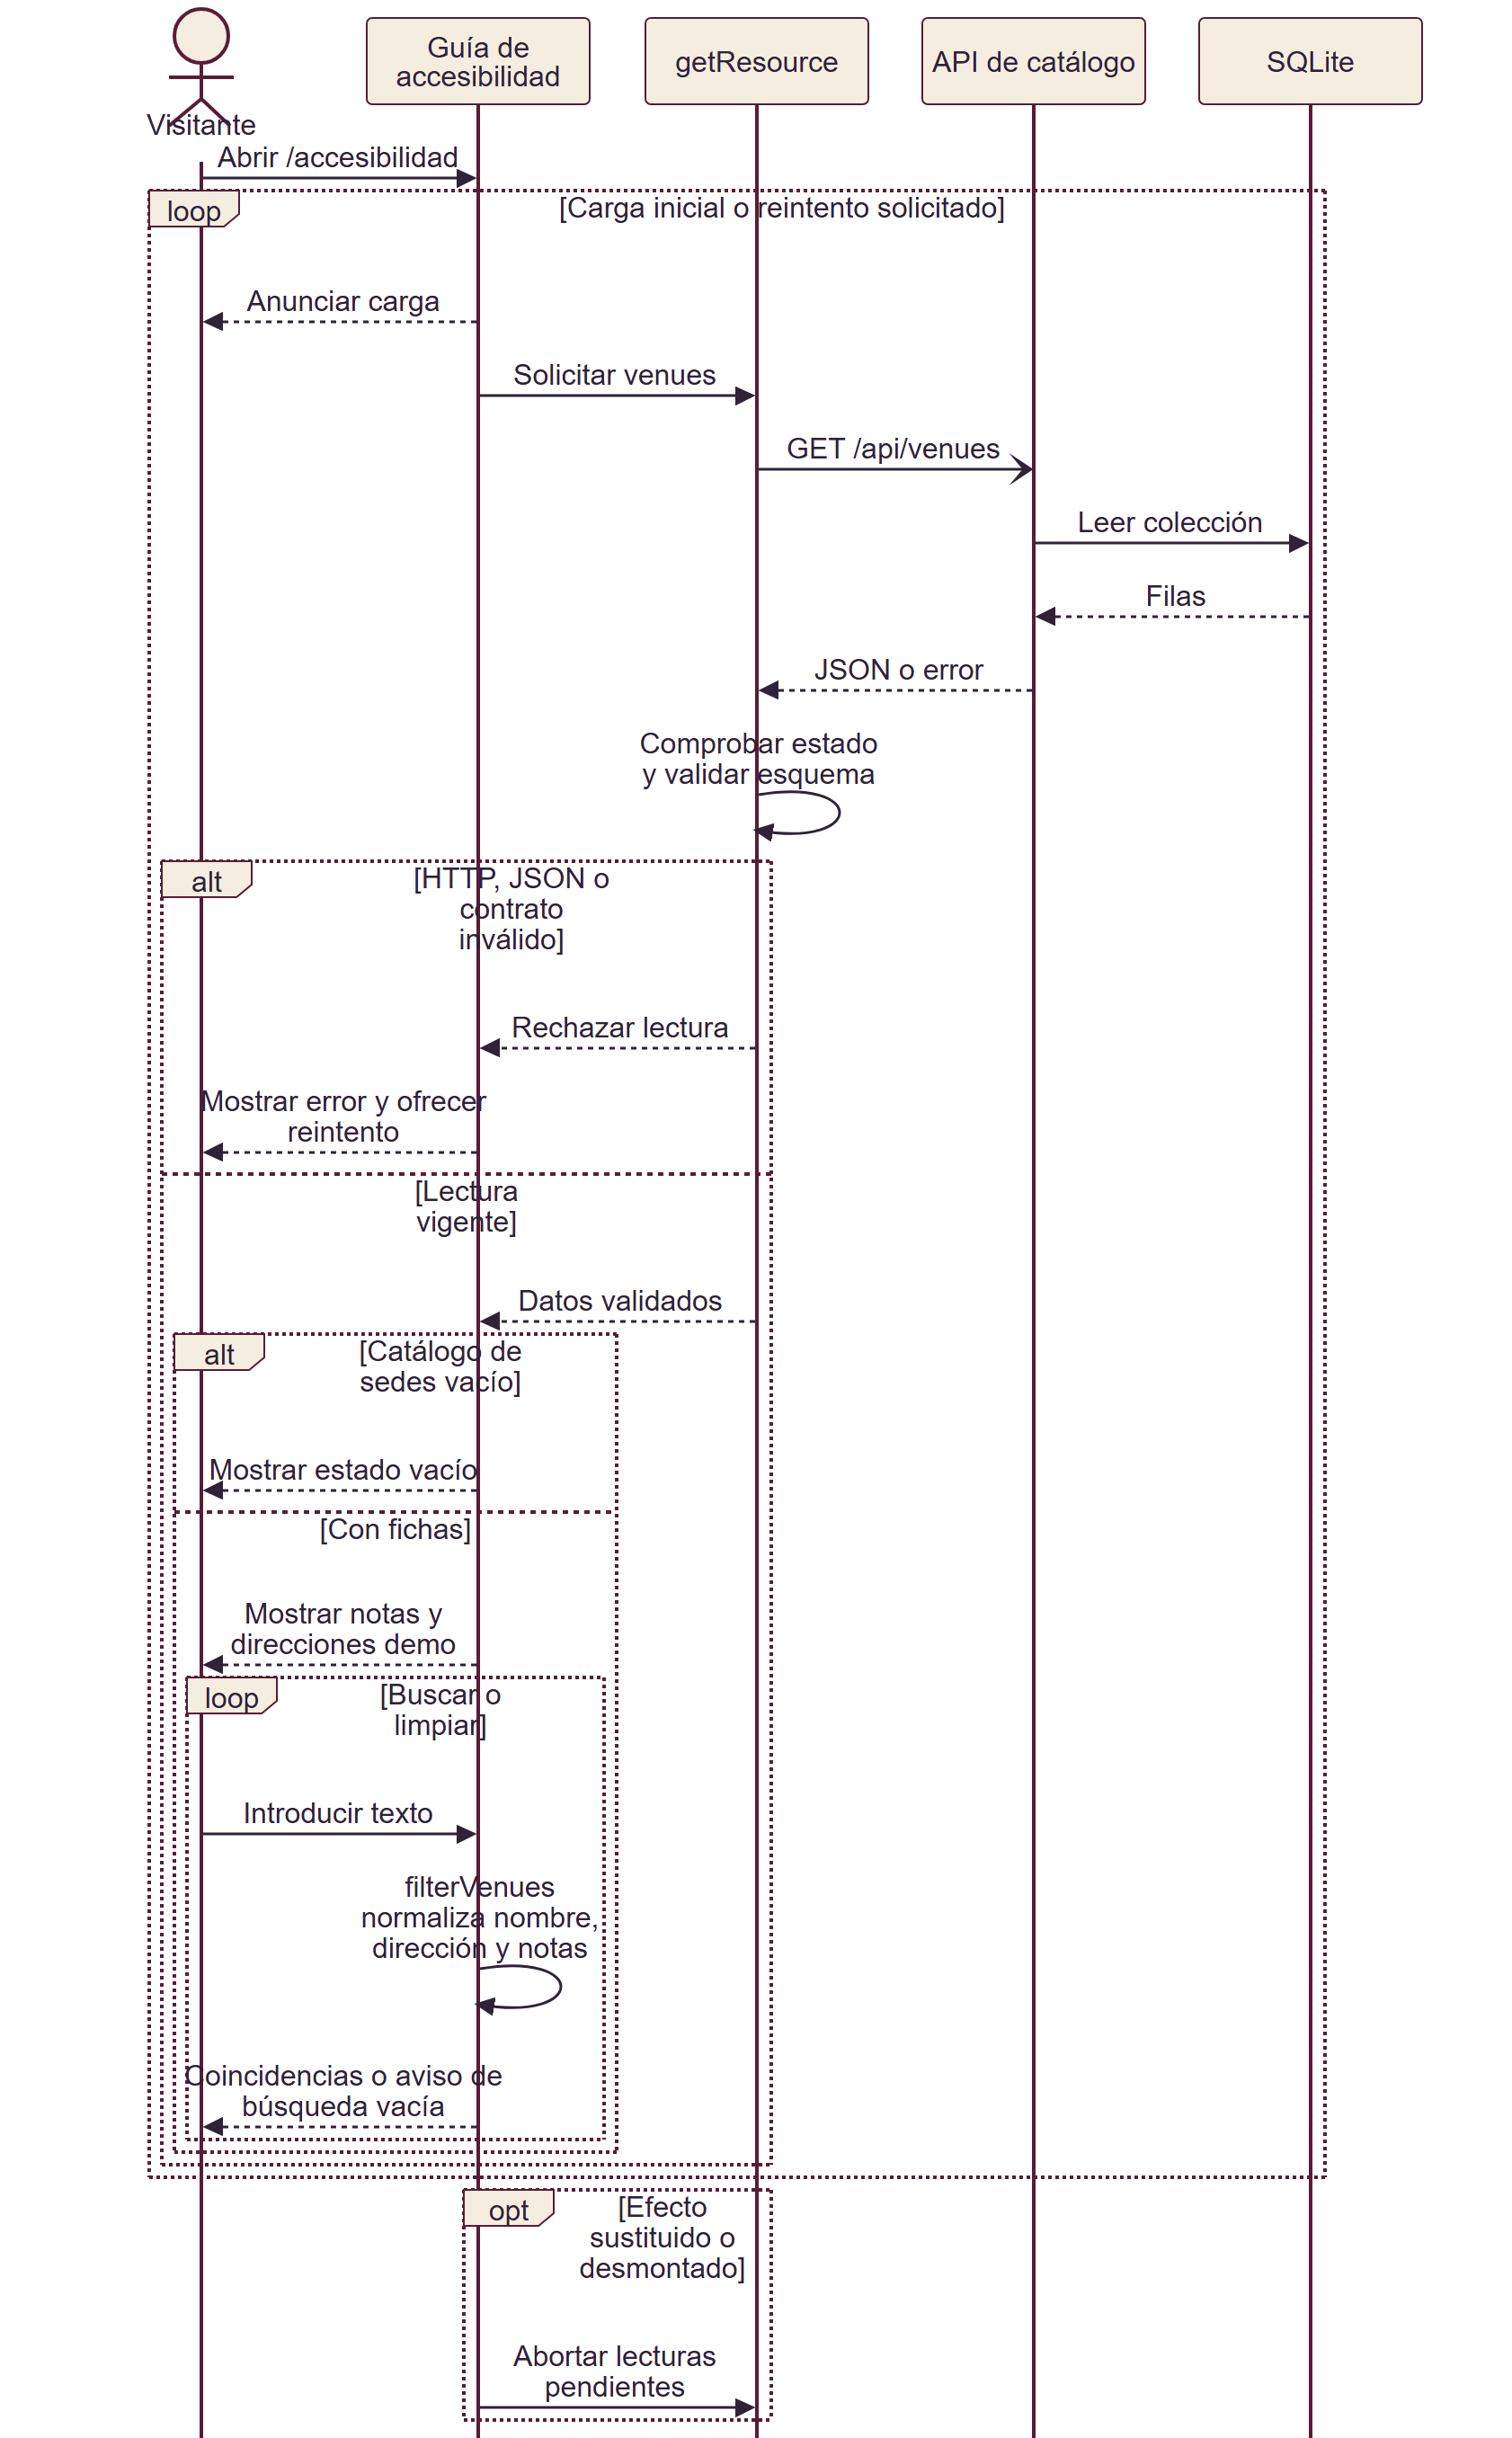 Visitante
Guía de
accesibilidad
getResource
API de catálogo
SQLite
Abrir /accesibilidad
loop
[Carga inicial o reintento solicitado]
Anunciar carga
Solicitar venues
GET /api/venues
Leer colección
Filas
JSON o error
Comprobar estado
y validar esquema
alt
[HTTP, JSON o
contrato
inválido]
Rechazar lectura
Mostrar error y ofrecer
reintento
[Lectura
vigente]
Datos validados
alt
[Catálogo de
sedes vacío]
Mostrar estado vacío
[Con fichas]
Mostrar notas y
direcciones demo
loop
[Buscar o
limpiar]
Introducir texto
filterVenues
normaliza nombre,
dirección y notas
Coincidencias o aviso de
búsqueda vacía
opt
[Efecto
sustituido o
desmontado]
Abortar lecturas
pendientes